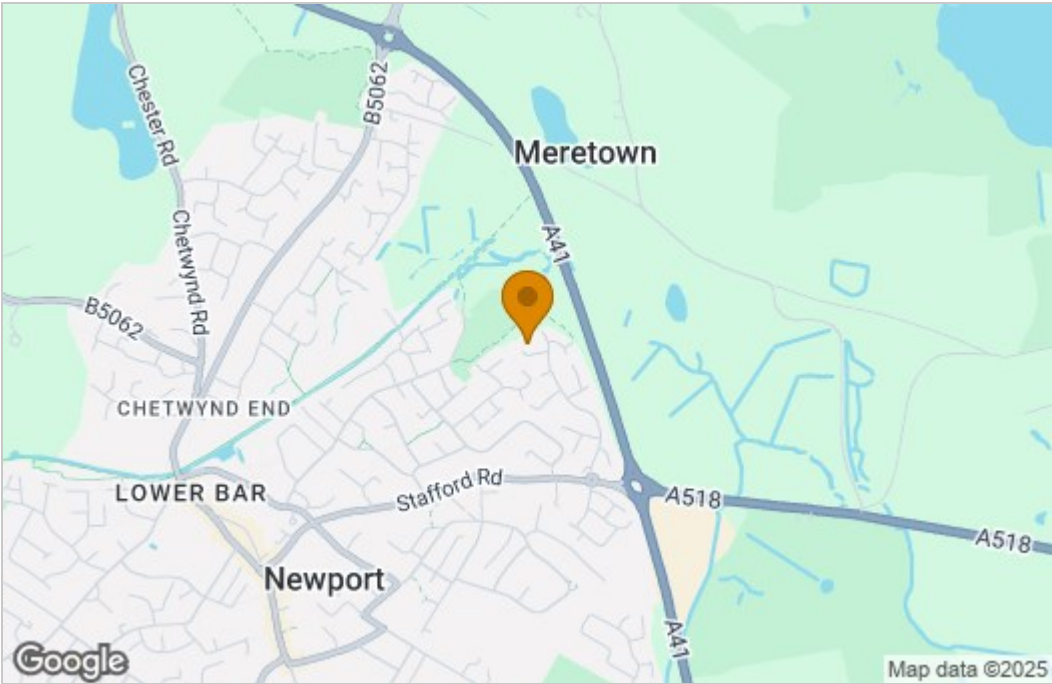 B5062
Chester Rd
Meretown
Chetwynd Rd
A41
B5062
CHETWYND END
Stafford Rd
LOWER BAR
A518
A518
Newport
A41
Google
Map data ©2025